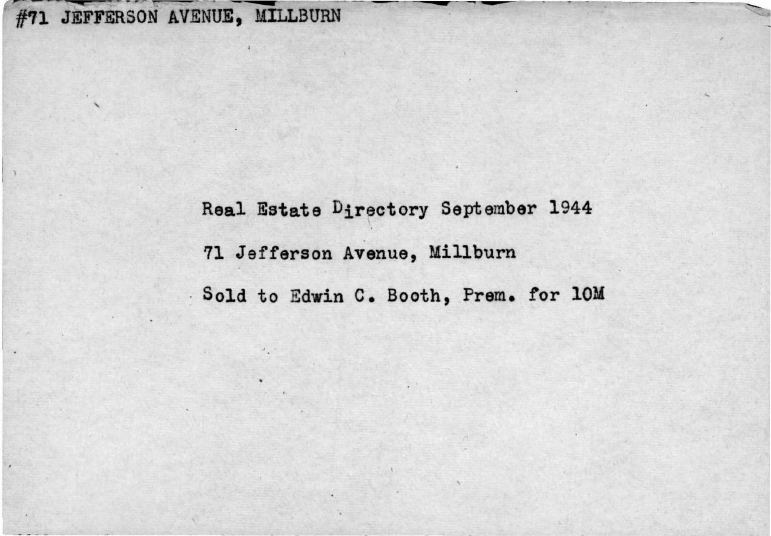 #71 JEFFERSON AVENUE, MILLBURN
Real Estate Directory September 1944
71 Jefferson Avenue, Millburn
Sold to Edwin C. Booth, Prem. for 10M